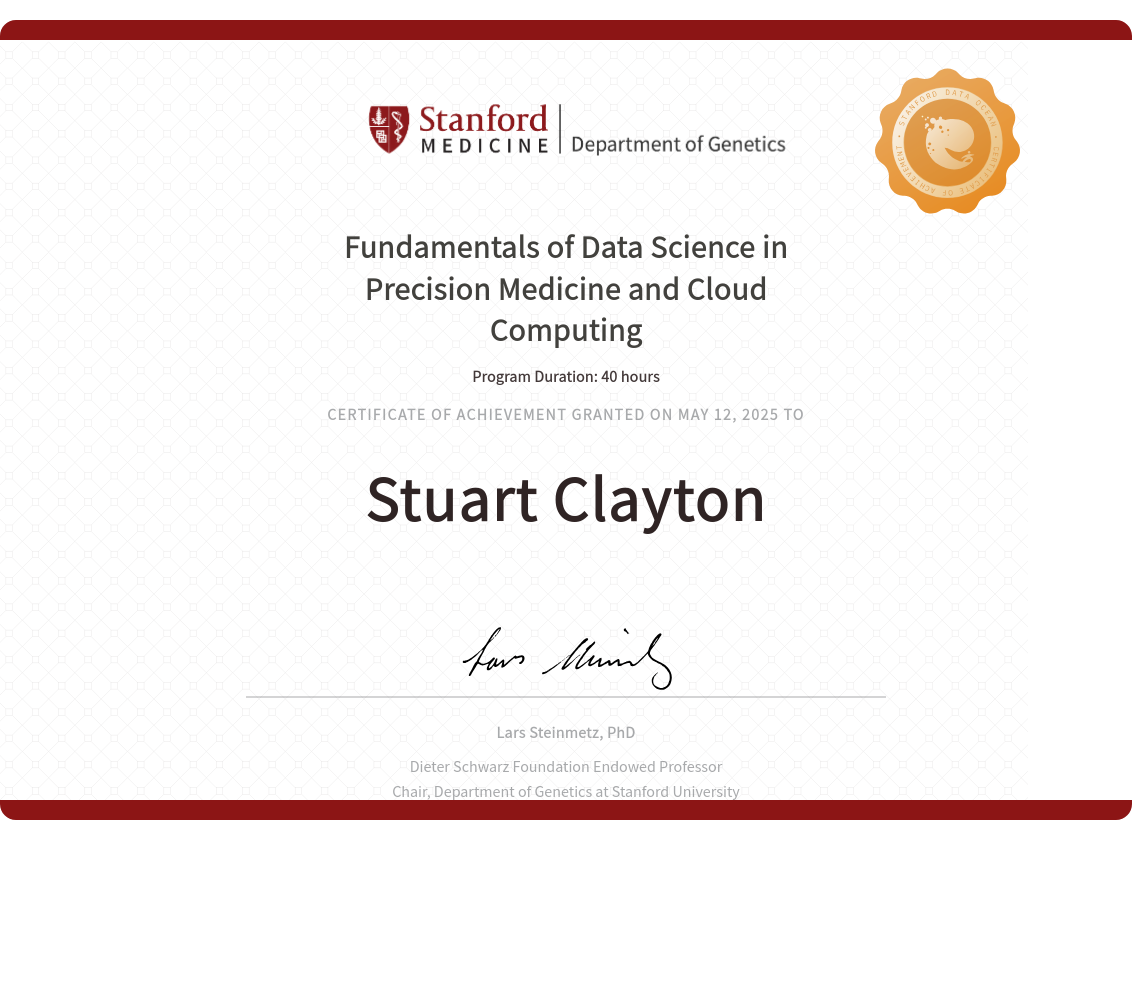 Stanford
MEDICINE
Department of Genetics
STANFORD DATA OCEAN • CERTIFICATE OF ACHIEVEMENT •
Fundamentals of Data Science in
Precision Medicine and Cloud
Computing
Program Duration: 40 hours
CERTIFICATE OF ACHIEVEMENT GRANTED ON MAY 12, 2025 TO
Stuart Clayton
Lars Steinmetz, PhD
Dieter Schwarz Foundation Endowed Professor
Chair, Department of Genetics at Stanford University